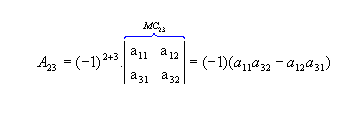 MC₂₃
A₂₃ = (−1)²⁺³. | a₁₁ a₁₂ | = (−1)(a₁₁a₃₂ − a₁₂a₃₁)
| a₃₁ a₃₂ |